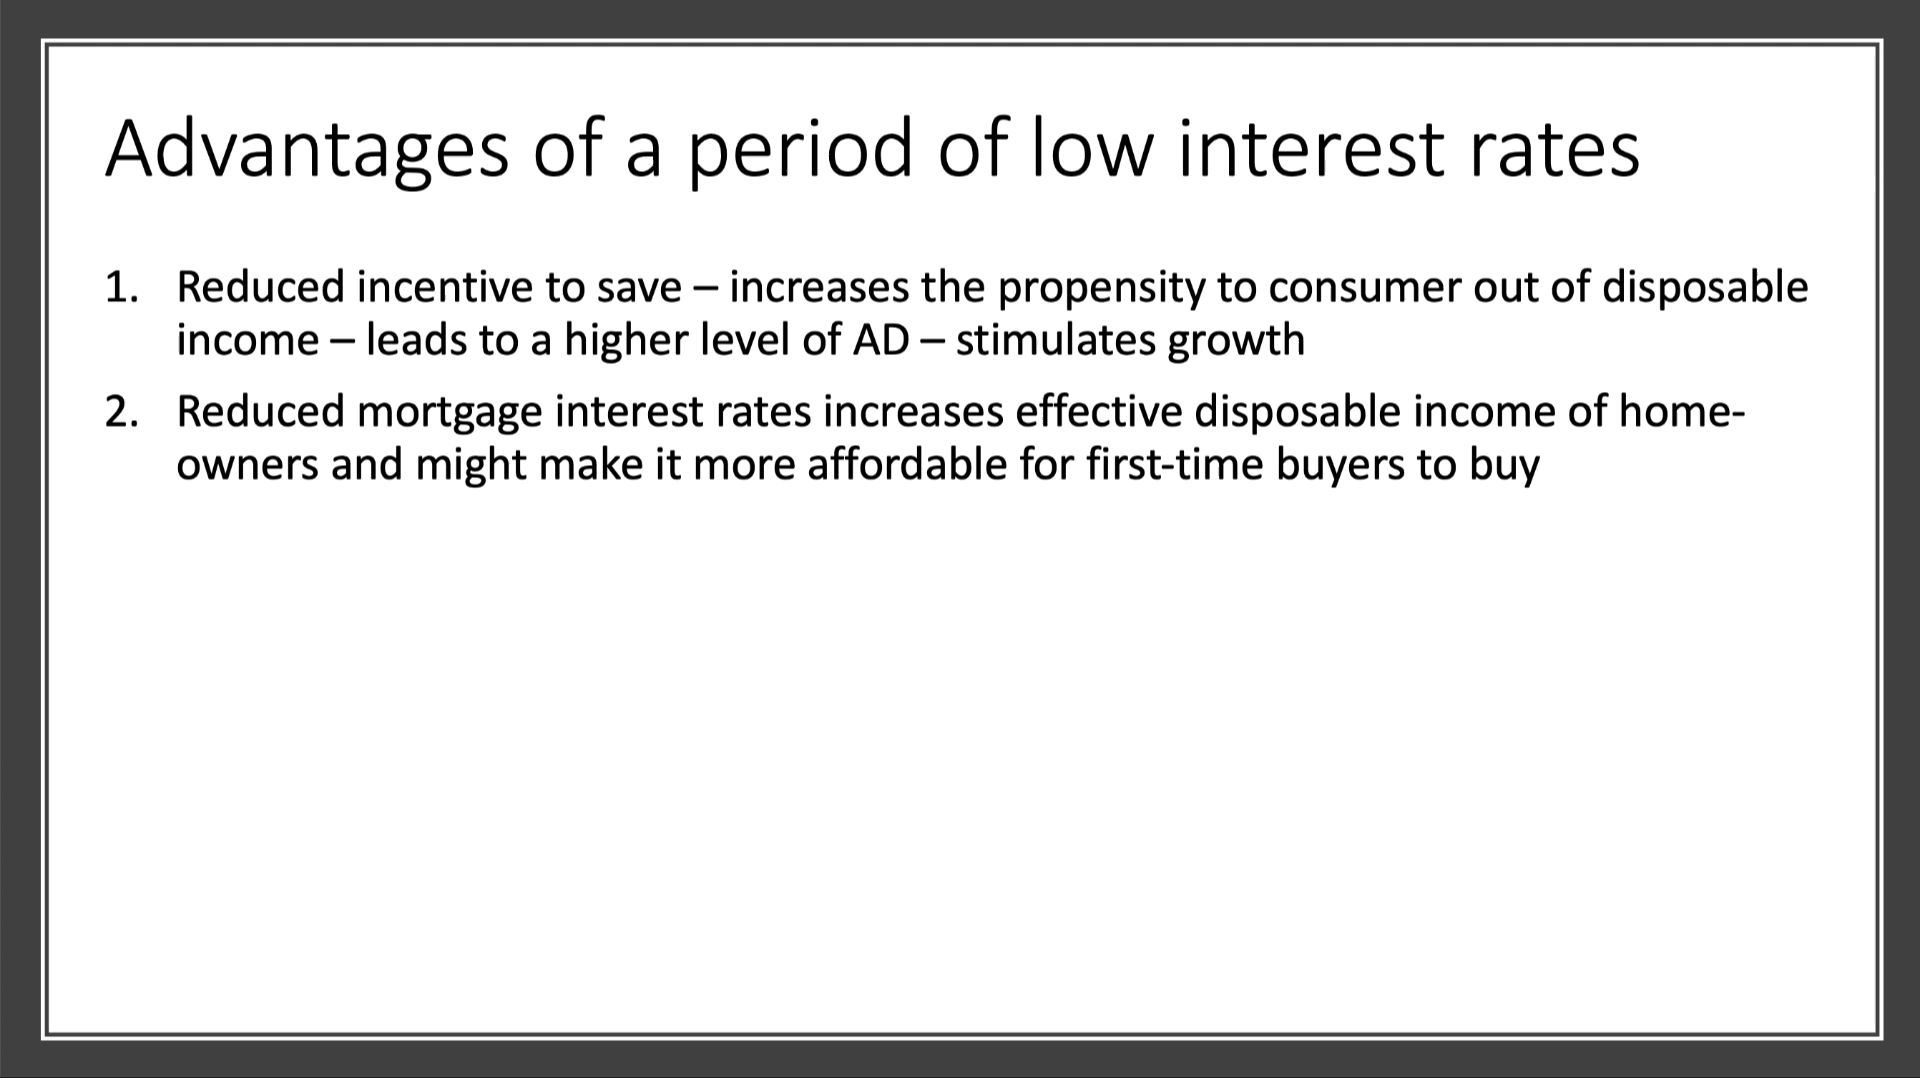 Advantages of a period of low interest rates
1. Reduced incentive to save – increases the propensity to consumer out of disposable
income – leads to a higher level of AD – stimulates growth
2. Reduced mortgage interest rates increases effective disposable income of home-
owners and might make it more affordable for first-time buyers to buy